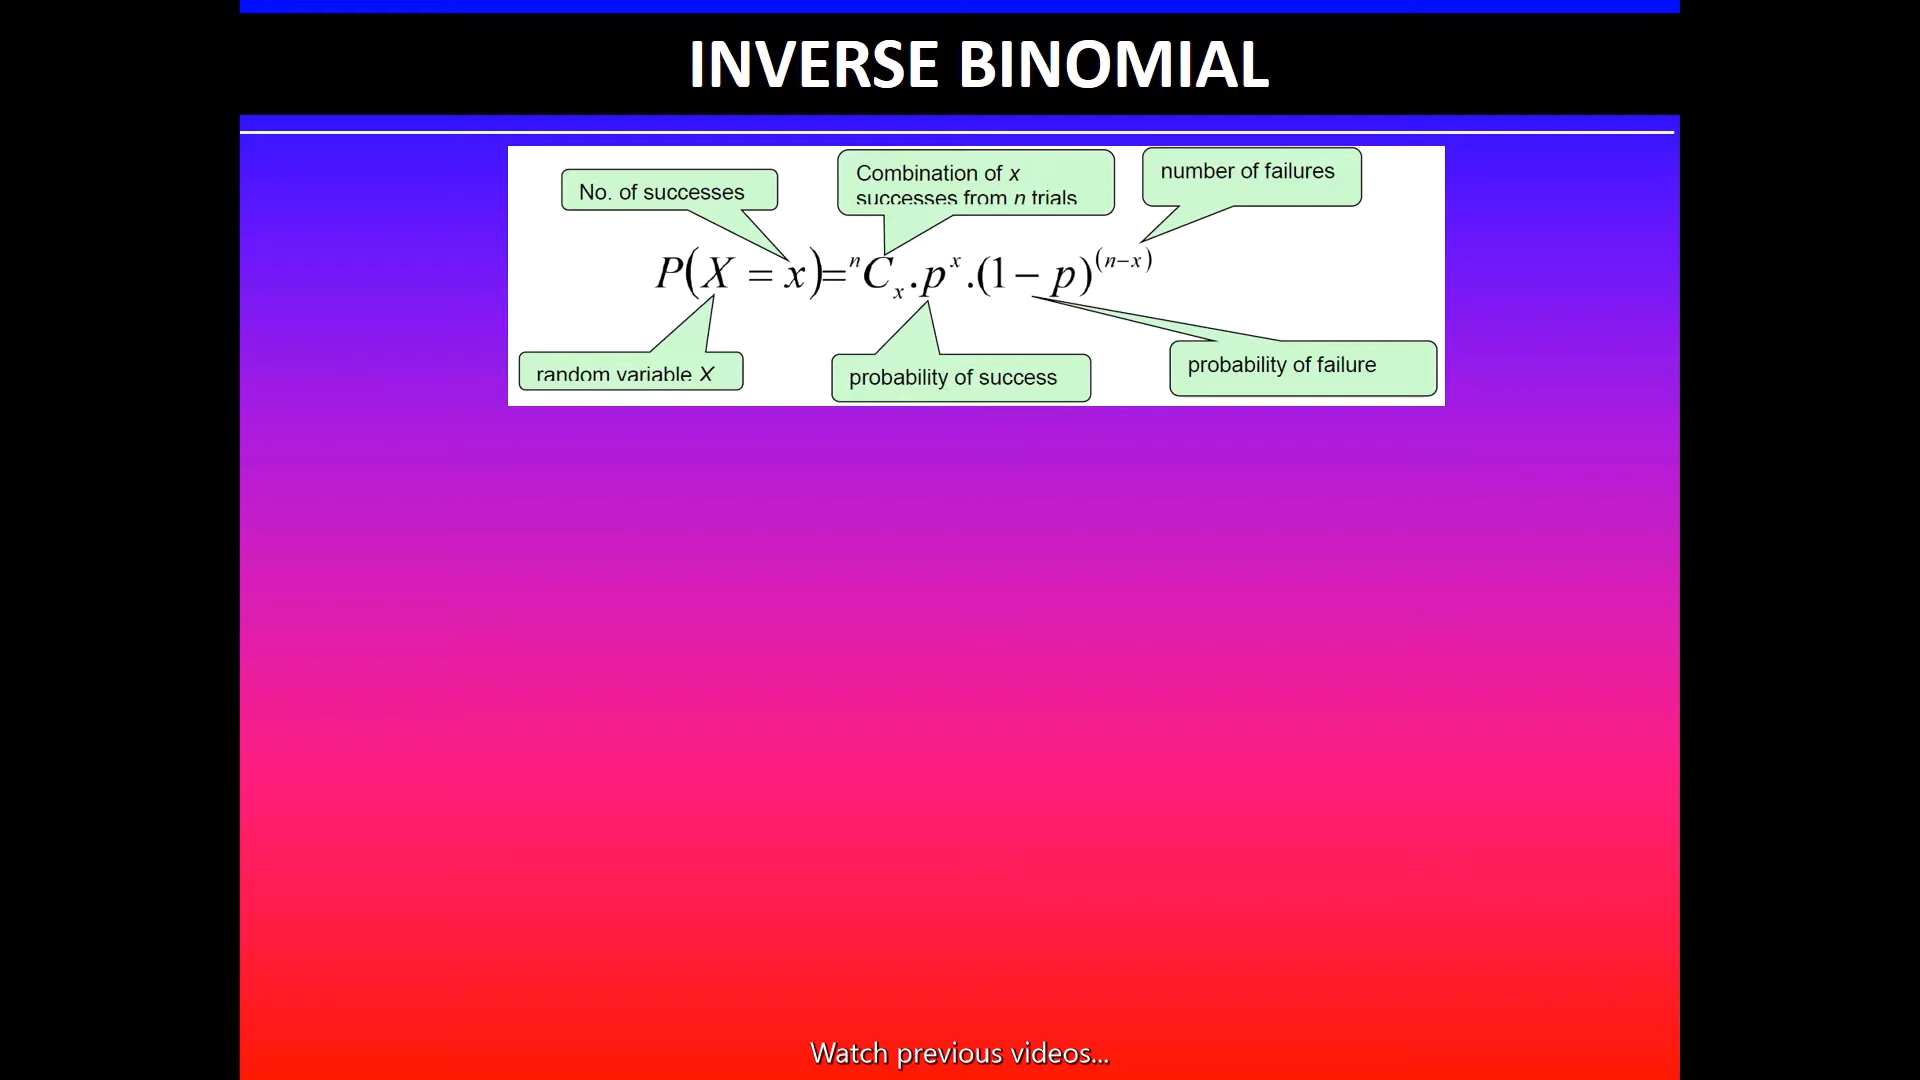 INVERSE BINOMIAL
No. of successes
Combination of x
successes from n trials
number of failures
P(X = x)=ⁿCₓ.pˣ.(1 − p)⁽ⁿ⁻ˣ⁾
random variable X
probability of success
probability of failure
Watch previous videos...